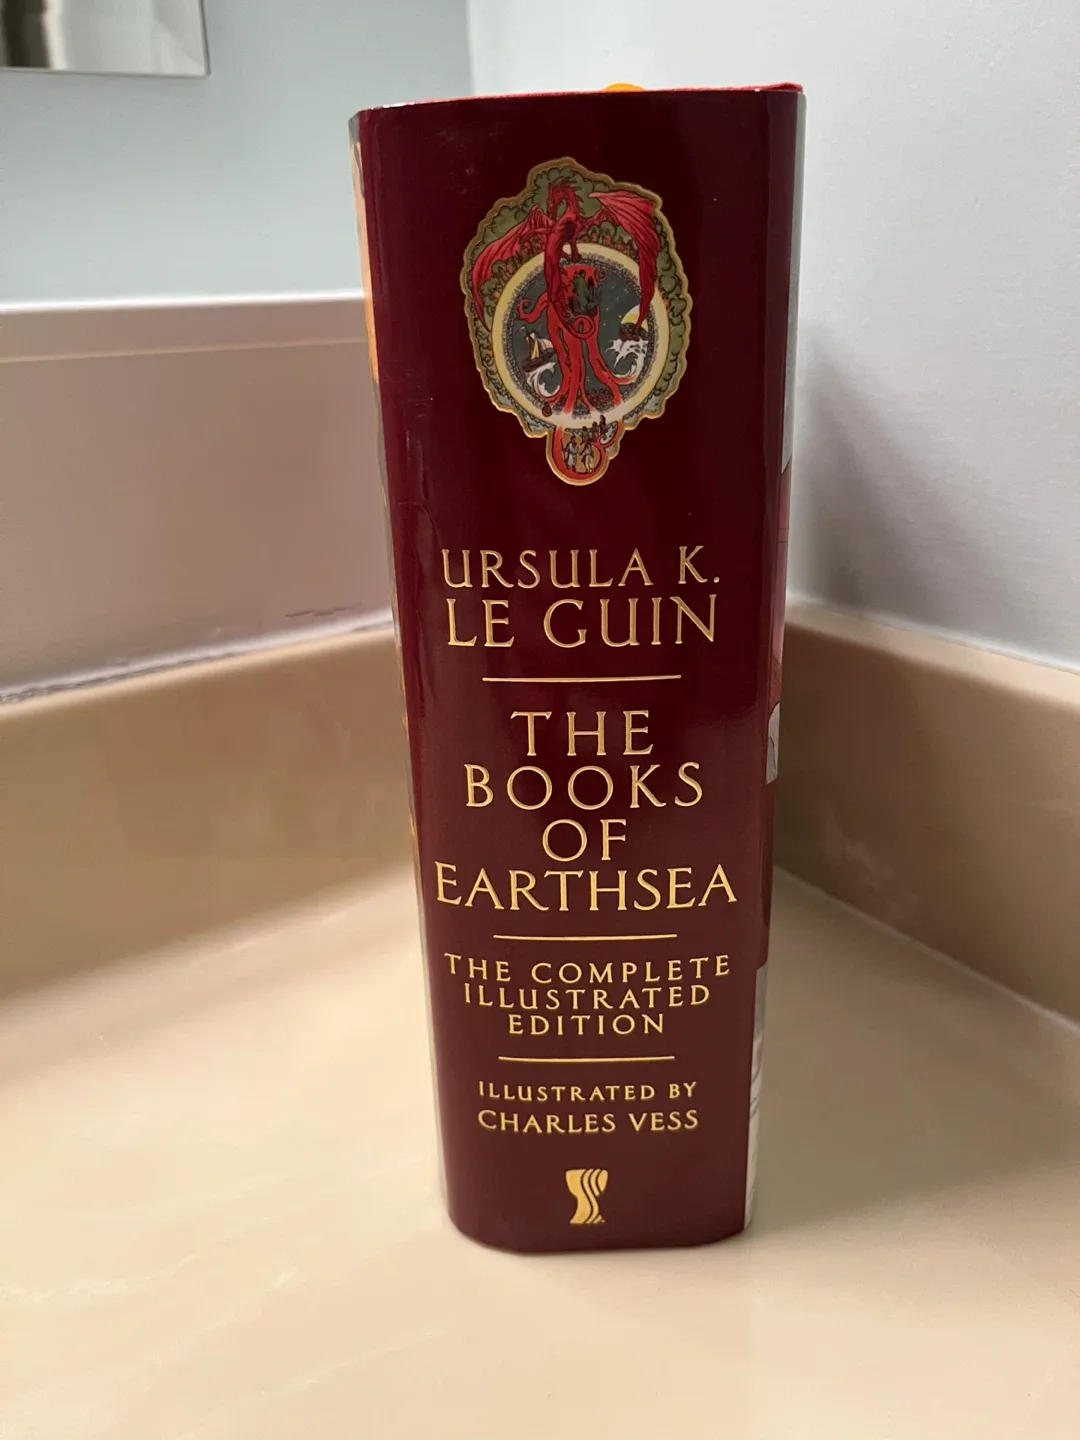 URSULA K.
LE GUIN
THE
BOOKS
OF
EARTHSEA
THE COMPLETE
ILLUSTRATED
EDITION
ILLUSTRATED BY
CHARLES VESS